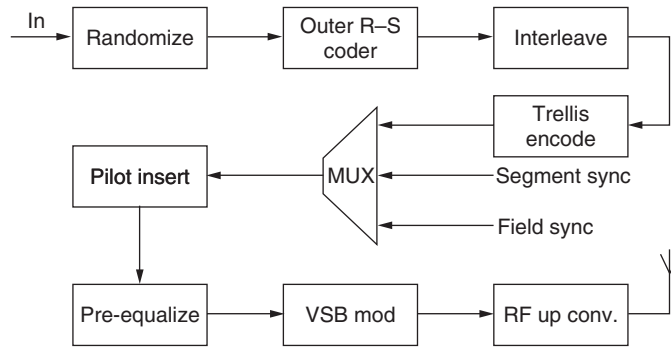 In
Randomize
Outer R–S
coder
Interleave
Trellis
encode
Pilot insert
MUX
Segment sync
Field sync
Pre-equalize
VSB mod
RF up conv.